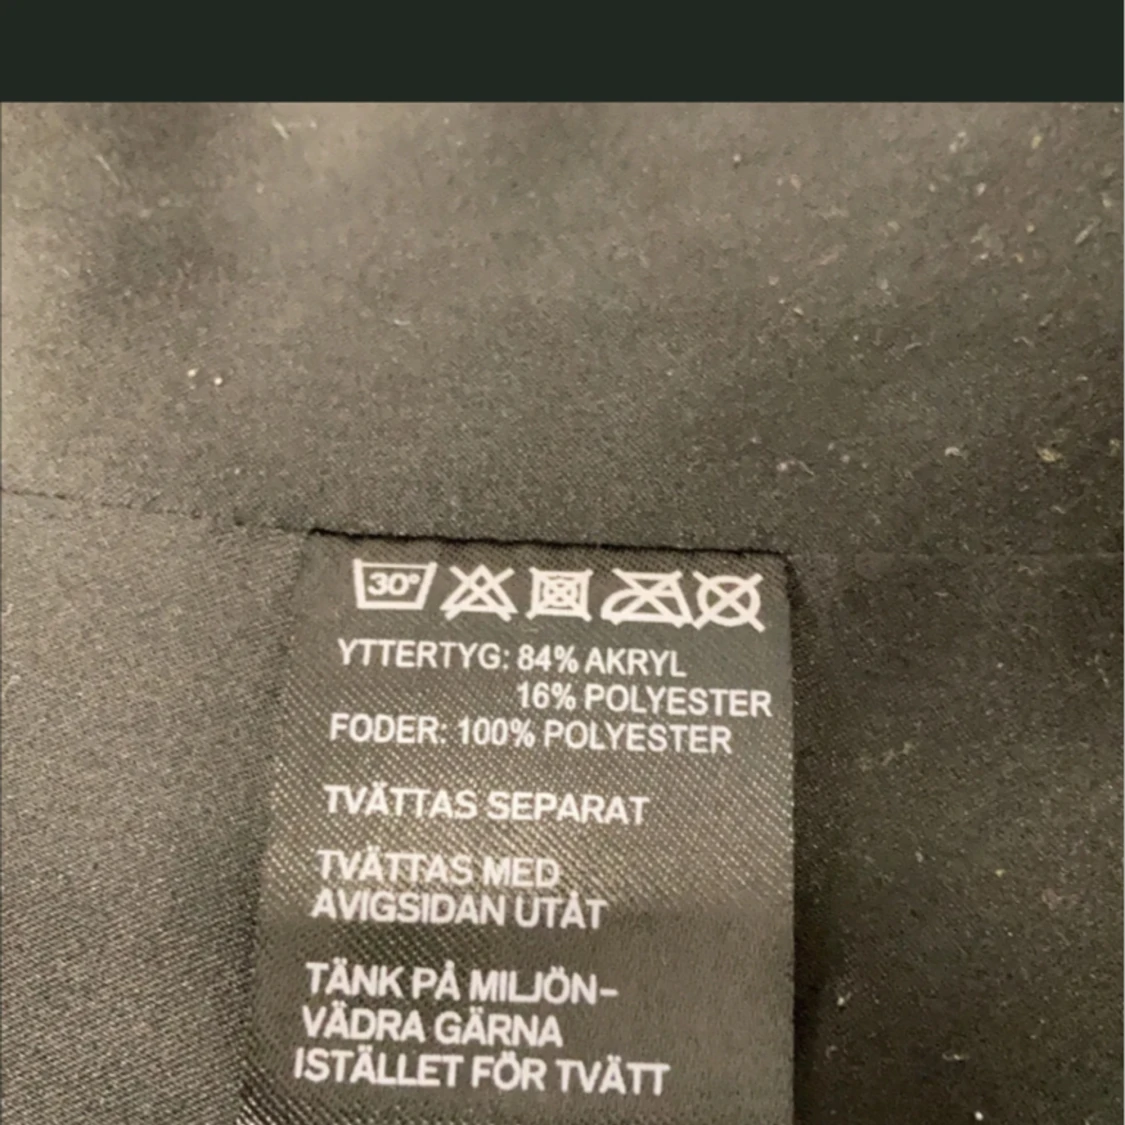 30°
YTTERTYG: 84% AKRYL
16% POLYESTER
FODER: 100% POLYESTER
TVÄTTAS SEPARAT
TVÄTTAS MED
AVIGSIDAN UTÅT
TÄNK PÅ MILJÖN-
VÄDRA GÄRNA
ISTÄLLET FÖR TVÄTT